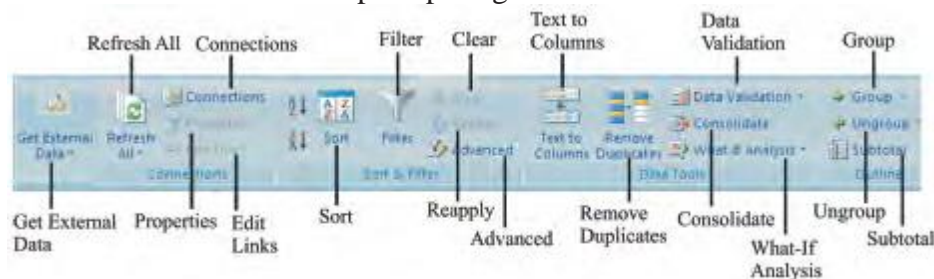 Refresh All Connections Filter Clear Text to Columns Data Validation Group
Connections
Data Validation
Group
Sort
Filter
Advanced
Consolidate
Ungroup
Get External Data
Refresh All
Text to Columns
Remove Duplicates
What-If Analysis
Subtotal
Connections
Sort & Filter
Data Tools
Outline
Get External Data
Properties
Edit Links
Sort
Reapply
Advanced
Remove Duplicates
Consolidate
What-If Analysis
Ungroup
Subtotal